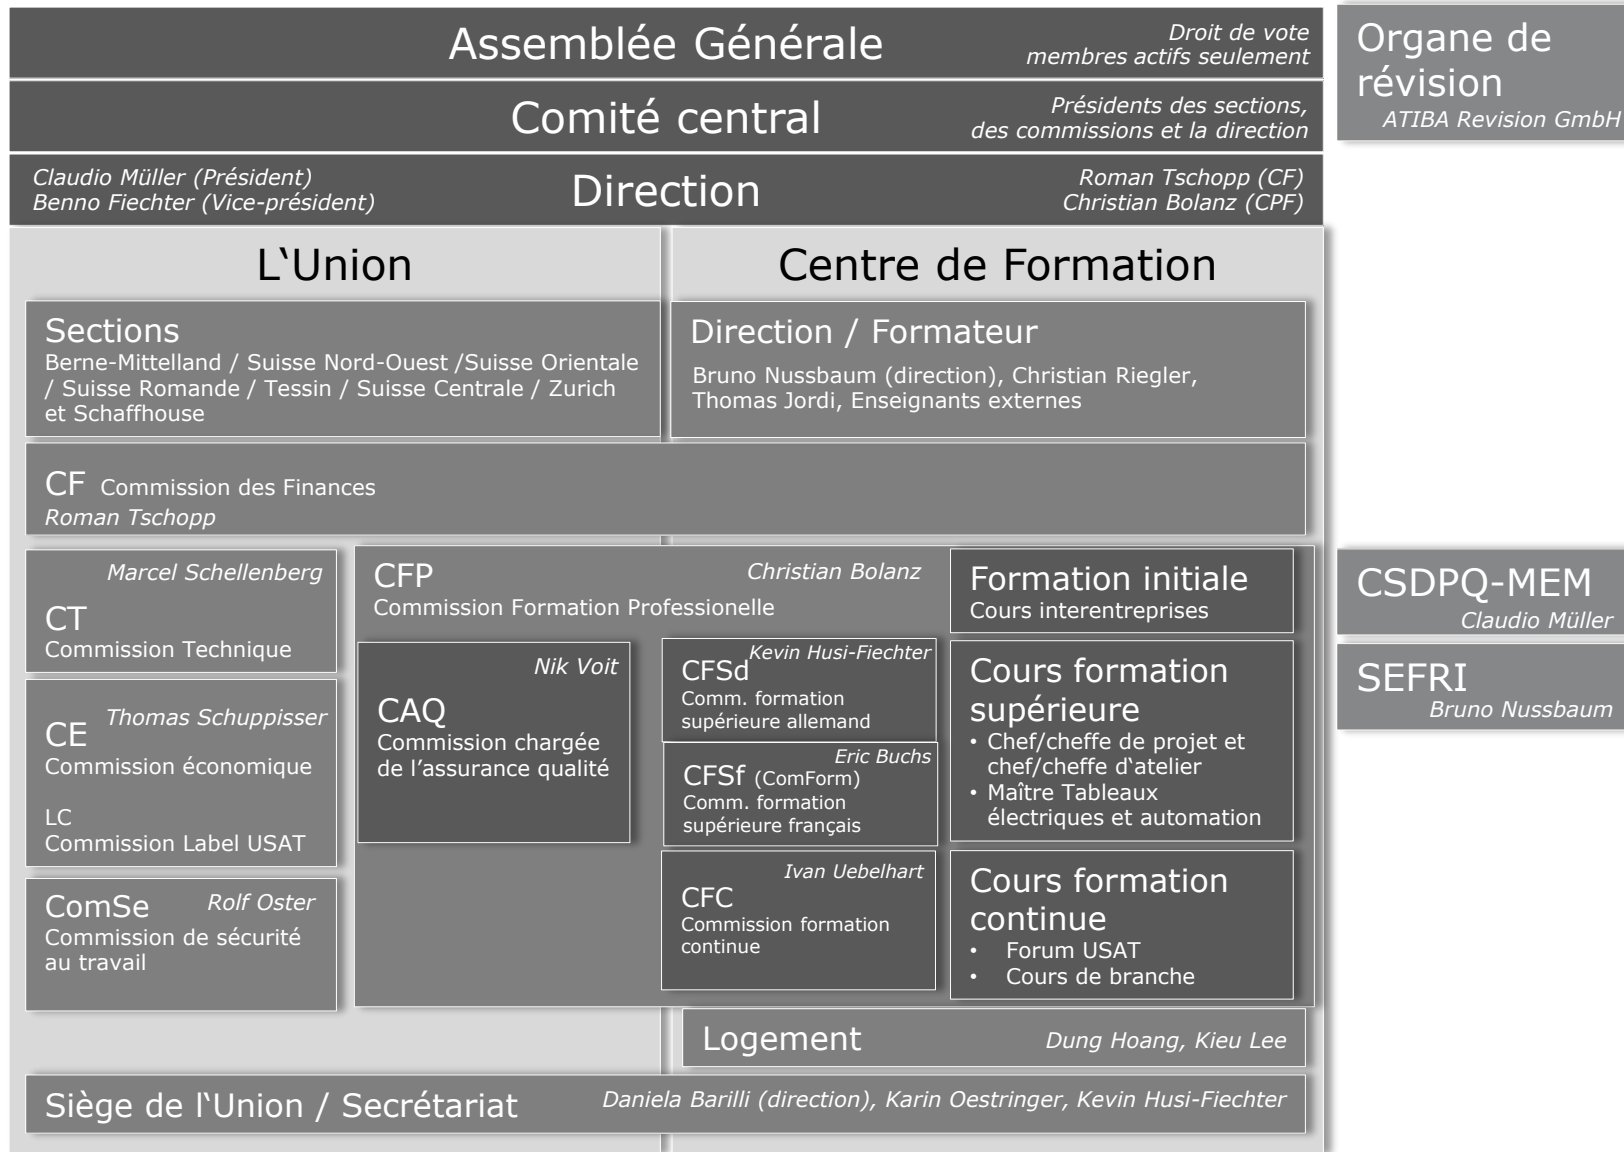 Assemblée Générale
Droit de vote
membres actifs seulement
Comité central
Présidents des sections,
des commissions et la direction
Claudio Müller (Président)
Benno Fiechter (Vice-président)
Direction
Roman Tschopp (CF)
Christian Bolanz (CPF)
Organe de
révision
ATIBA Revision GmbH
L‘Union
Centre de Formation
Sections
Berne-Mittelland / Suisse Nord-Ouest /Suisse Orientale
/ Suisse Romande / Tessin / Suisse Centrale / Zurich
et Schaffhouse
Direction / Formateur
Bruno Nussbaum (direction), Christian Riegler,
Thomas Jordi, Enseignants externes
CF Commission des Finances
Roman Tschopp
Marcel Schellenberg
CT
Commission Technique
Thomas Schuppisser
CE
Commission économique
LC
Commission Label USAT
ComSe Rolf Oster
Commission de sécurité
au travail
CFP Christian Bolanz
Commission Formation Professionelle
Nik Voit
CAQ
Commission chargée
de l’assurance qualité
Kevin Husi-Fiechter
CFSd
Comm. formation
supérieure allemand
Eric Buchs
CFSf (ComForm)
Comm. formation
supérieure français
Ivan Uebelhart
CFC
Commission formation
continue
Formation initiale
Cours interentreprises
Cours formation
supérieure
• Chef/cheffe de projet et
chef/cheffe d‘atelier
• Maître Tableaux
électriques et automation
Cours formation
continue
• Forum USAT
• Cours de branche
CSDPQ-MEM
Claudio Müller
SEFRI
Bruno Nussbaum
Logement Dung Hoang, Kieu Lee
Siège de l‘Union / Secrétariat Daniela Barilli (direction), Karin Oestringer, Kevin Husi-Fiechter